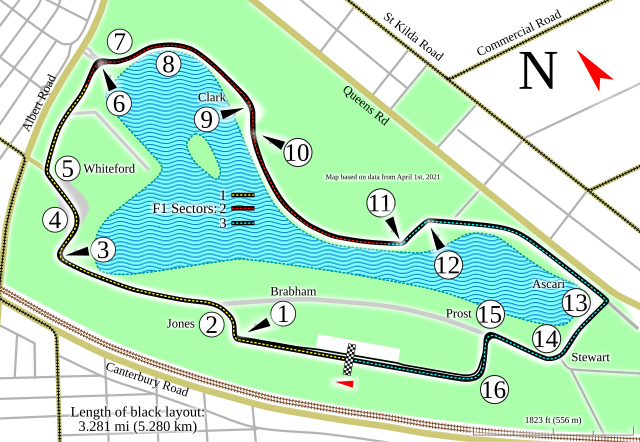 St Kilda Road
Commercial Road
N
7
8
Albert Road
6
Clark
9
Queens Rd
10
5
Whiteford
Map based on data from April 1st, 2021
1
F1 Sectors: 2
3
11
4
3
12
Ascari
13
Brabham
1
Prost
15
Jones
2
14
Stewart
16
Canterbury Road
Length of black layout:
3.281 mi (5.280 km)
1823 ft (556 m)